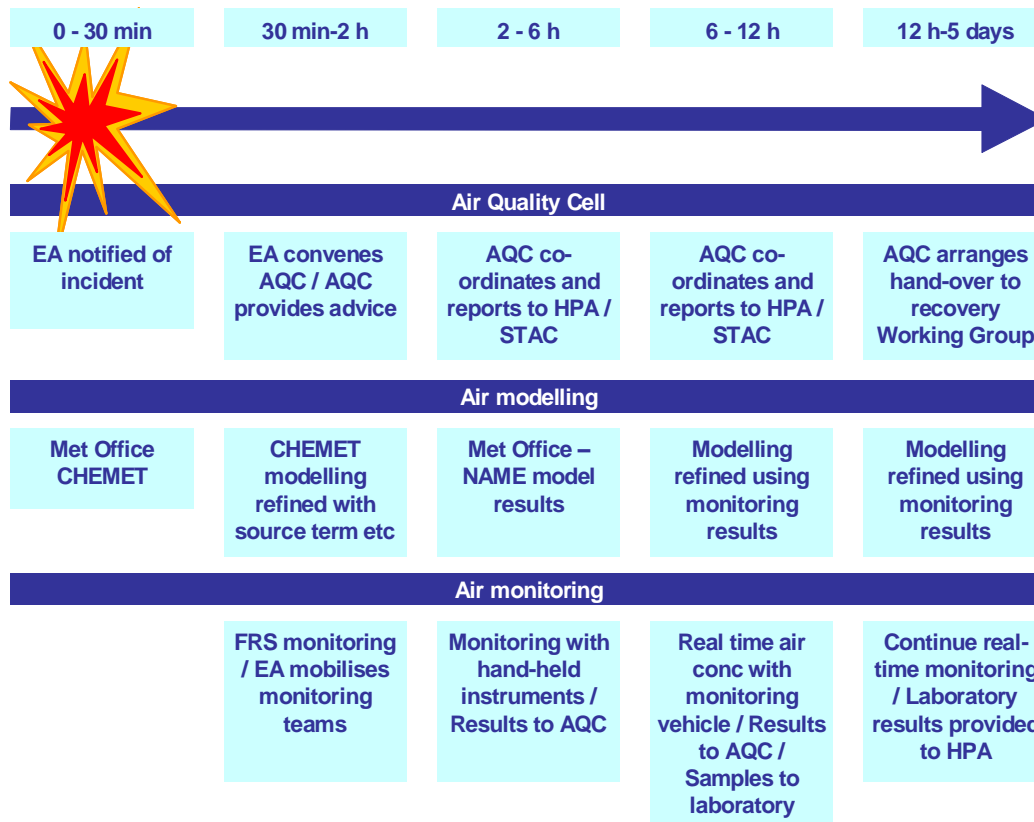 0 - 30 min
30 min-2 h
2 - 6 h
6 - 12 h
12 h-5 days
Air Quality Cell
EA notified of
incident
EA convenes
AQC / AQC
provides advice
AQC co-
ordinates and
reports to HPA /
STAC
AQC co-
ordinates and
reports to HPA /
STAC
AQC arranges
hand-over to
recovery
Working Group
Air modelling
Met Office
CHEMET
CHEMET
modelling
refined with
source term etc
Met Office –
NAME model
results
Modelling
refined using
monitoring
results
Modelling
refined using
monitoring
results
Air monitoring
FRS monitoring
/ EA mobilises
monitoring
teams
Monitoring with
hand-held
instruments /
Results to AQC
Real time air
conc with
monitoring
vehicle / Results
to AQC /
Samples to
laboratory
Continue real-
time monitoring
/ Laboratory
results provided
to HPA